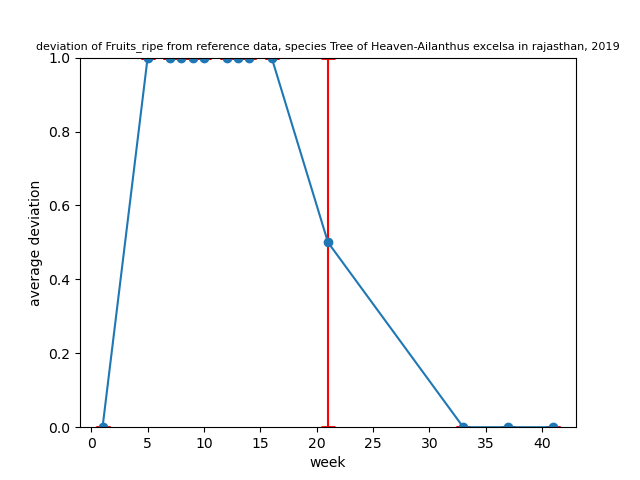 deviation of Fruits_ripe from reference data, species Tree of Heaven-Ailanthus excelsa in rajasthan, 2019
1.0
0.8
0.6
0.4
0.2
0.0
average deviation
0 5 10 15 20 25 30 35 40
week